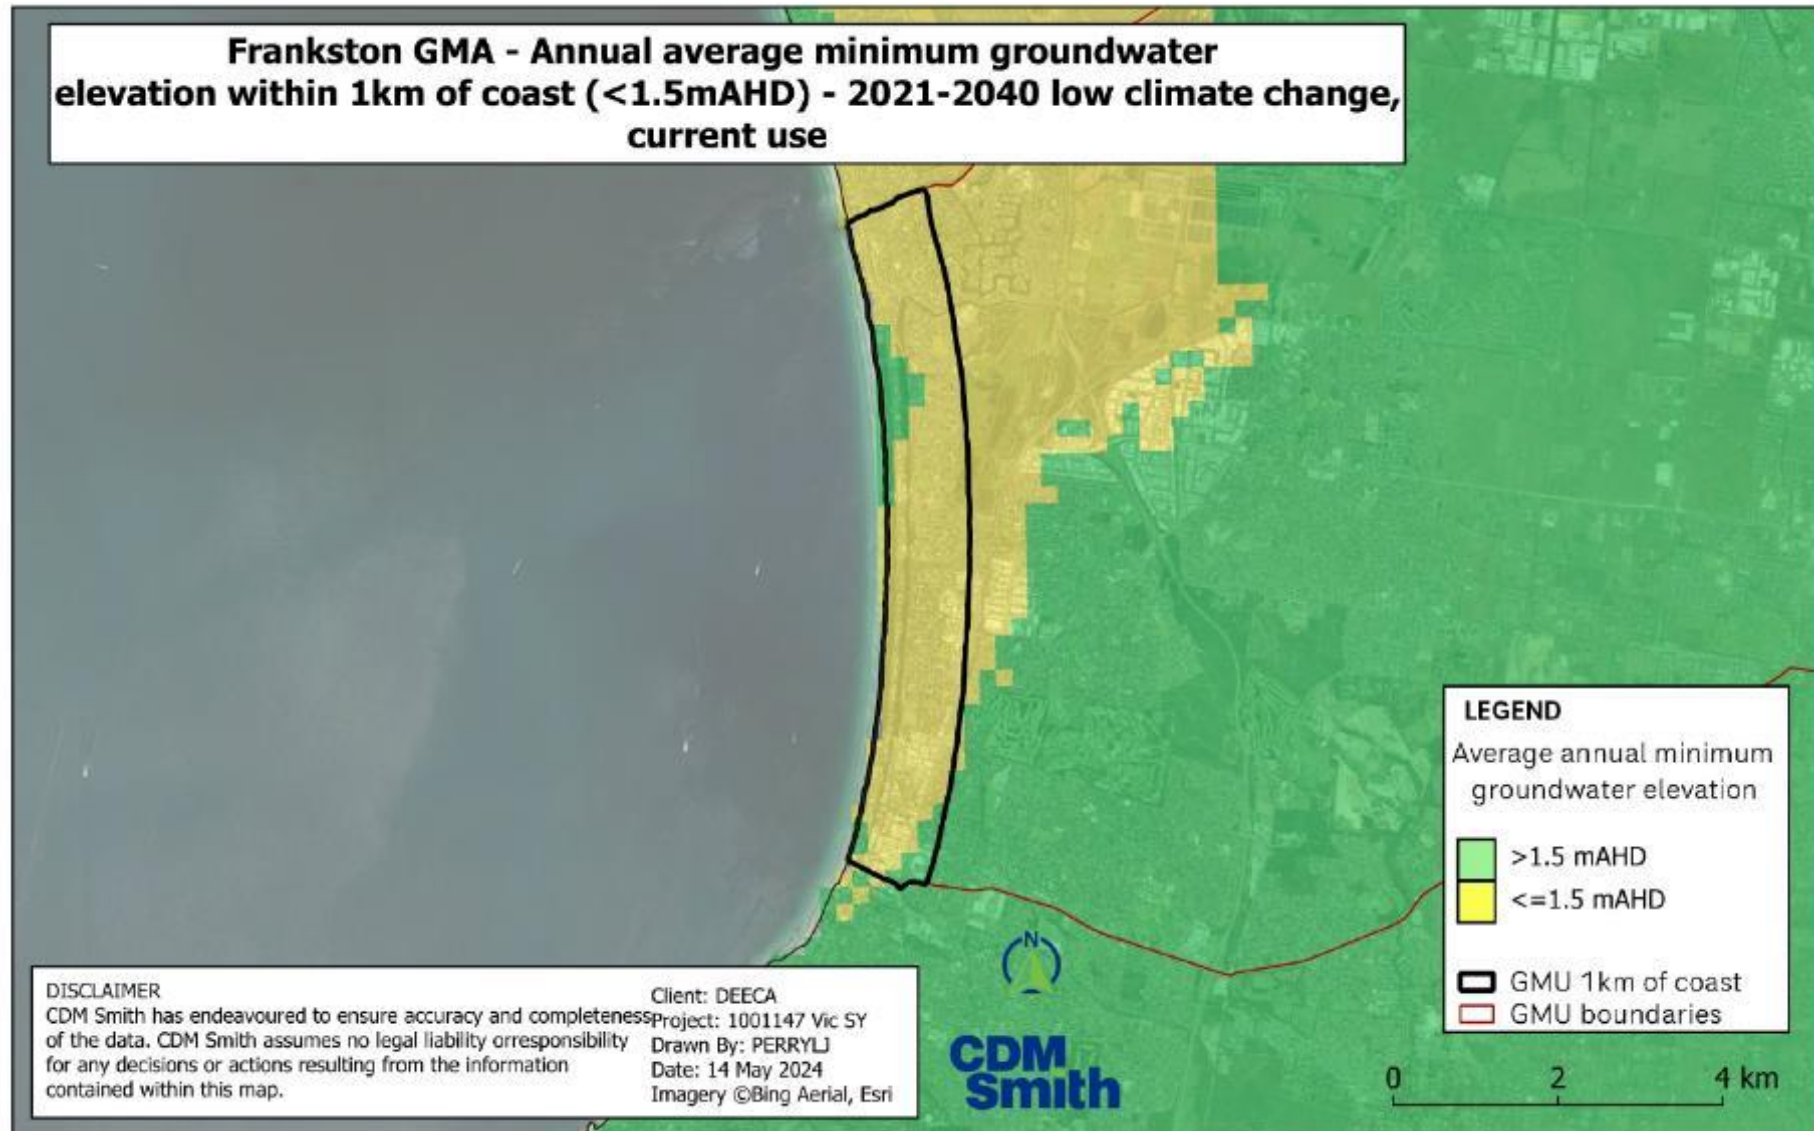 Frankston GMA - Annual average minimum groundwater
elevation within 1km of coast (<1.5mAHD) - 2021-2040 low climate change,
current use
LEGEND
Average annual minimum
groundwater elevation
>1.5 mAHD
<=1.5 mAHD
GMU 1km of coast
GMU boundaries
DISCLAIMER
CDM Smith has endeavoured to ensure accuracy and completeness
of the data. CDM Smith assumes no legal liability orresponsibility
for any decisions or actions resulting from the information
contained within this map.
Client: DEECA
Project: 1001147 Vic SY
Drawn By: PERRYLJ
Date: 14 May 2024
Imagery ©Bing Aerial, Esri
N
CDM
Smith
0 2 4 km